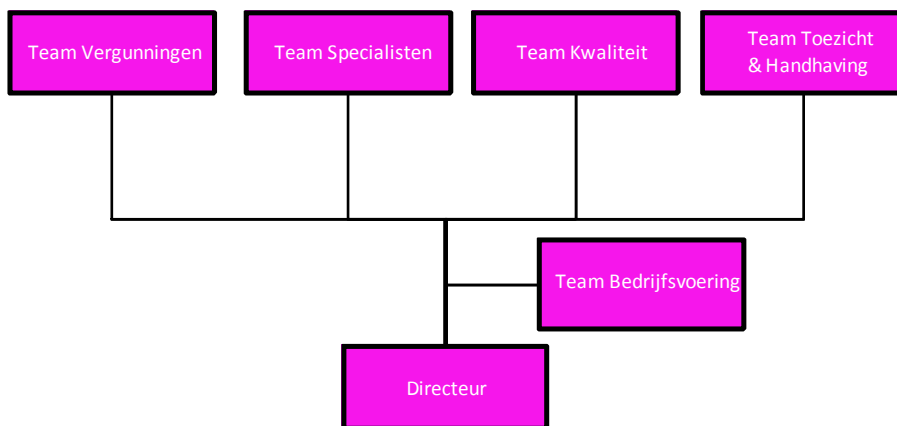 Team Vergunningen
Team Specialisten
Team Kwaliteit
Team Toezicht
& Handhaving
Team Bedrijfsvoering
Directeur